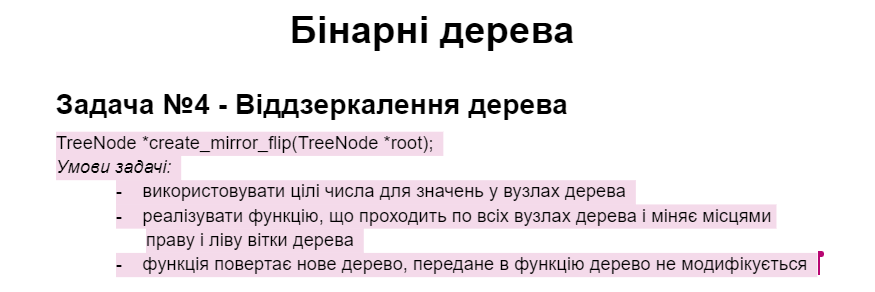 Бінарні дерева
Задача №4 - Віддзеркалення дерева
TreeNode *create_mirror_flip(TreeNode *root);
Умови задачі:
- використовувати цілі числа для значень у вузлах дерева
- реалізувати функцію, що проходить по всіх вузлах дерева і міняє місцями
праву і ліву вітки дерева
- функція повертає нове дерево, передане в функцію дерево не модифікується